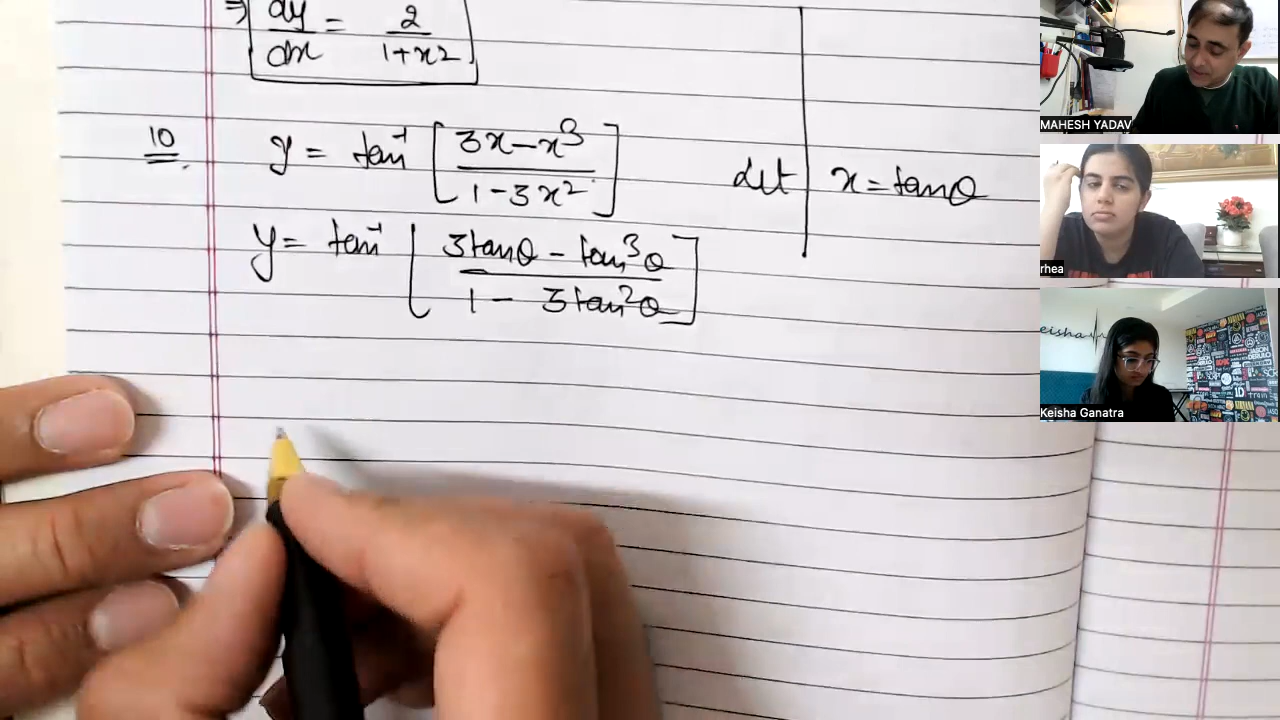 ⇒ dy/dx = 2/1+x2
10. y = tan⁻¹ [3x-x³/1-3x²] let x = tanθ
y = tan⁻¹ [3tanθ - tan³θ/1 - 3tan²θ]
MAHESH YADAV
rhea
eisha
Keisha Ganatra